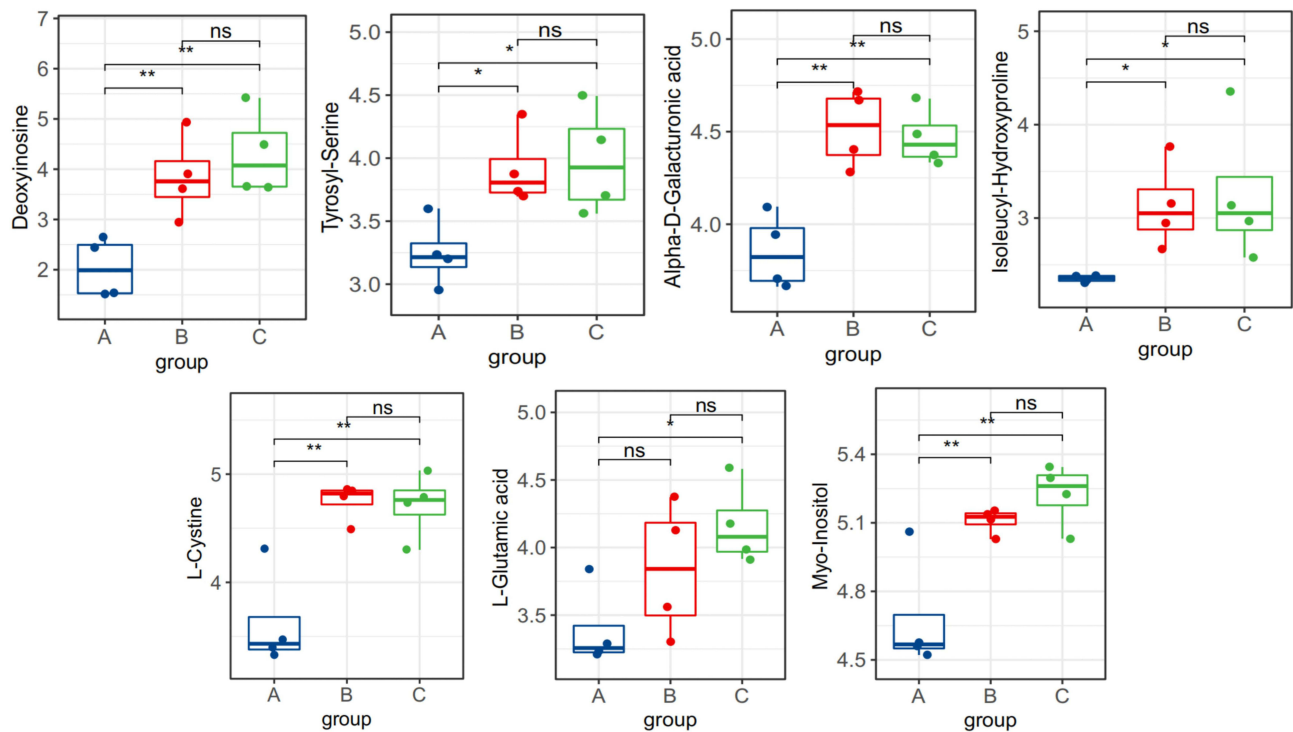 Deoxyinosine
7
6
5
4
3
2
ns
**
**
A
B
C
group
Tyrosyl-Serine
4.5
4.0
3.5
3.0
ns
*
*
A
B
C
group
Alpha-D-Galacturonic acid
5.0
4.5
4.0
ns
**
**
A
B
C
group
Isoleucyl-Hydroxyproline
5
4
3
ns
*
*
A
B
C
group
L-Cystine
5
4
ns
**
**
A
B
C
group
L-Glutamic acid
5.0
4.5
4.0
3.5
ns
*
ns
A
B
C
group
Myo-Inositol
5.4
5.1
4.8
4.5
ns
**
**
A
B
C
group